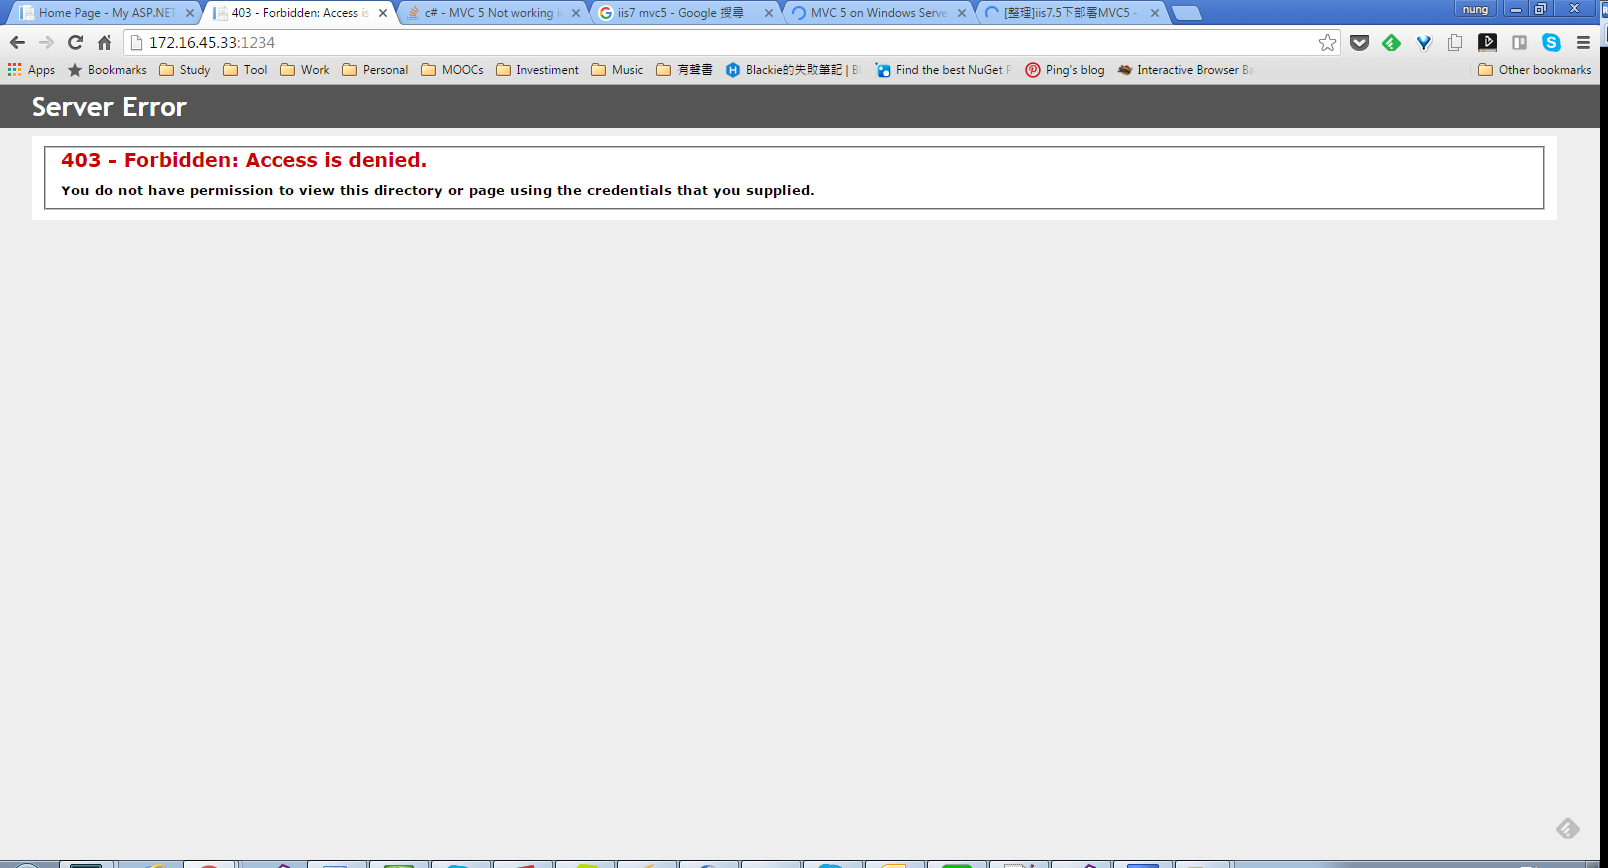 Home Page - My ASP.NET
403 - Forbidden: Access is
c# - MVC 5 Not working i
iis7 mvc5 - Google 搜尋
MVC 5 on Windows Serve
[整理]iis7.5下部署MVC5 -
nung
172.16.45.33:1234
Apps
Bookmarks
Study
Tool
Work
Personal
MOOCs
Investiment
Music
有聲書
Blackie的失敗筆記 | Bl
Find the best NuGet P
Ping's blog
Interactive Browser Ba
Other bookmarks
Server Error
403 - Forbidden: Access is denied.
You do not have permission to view this directory or page using the credentials that you supplied.